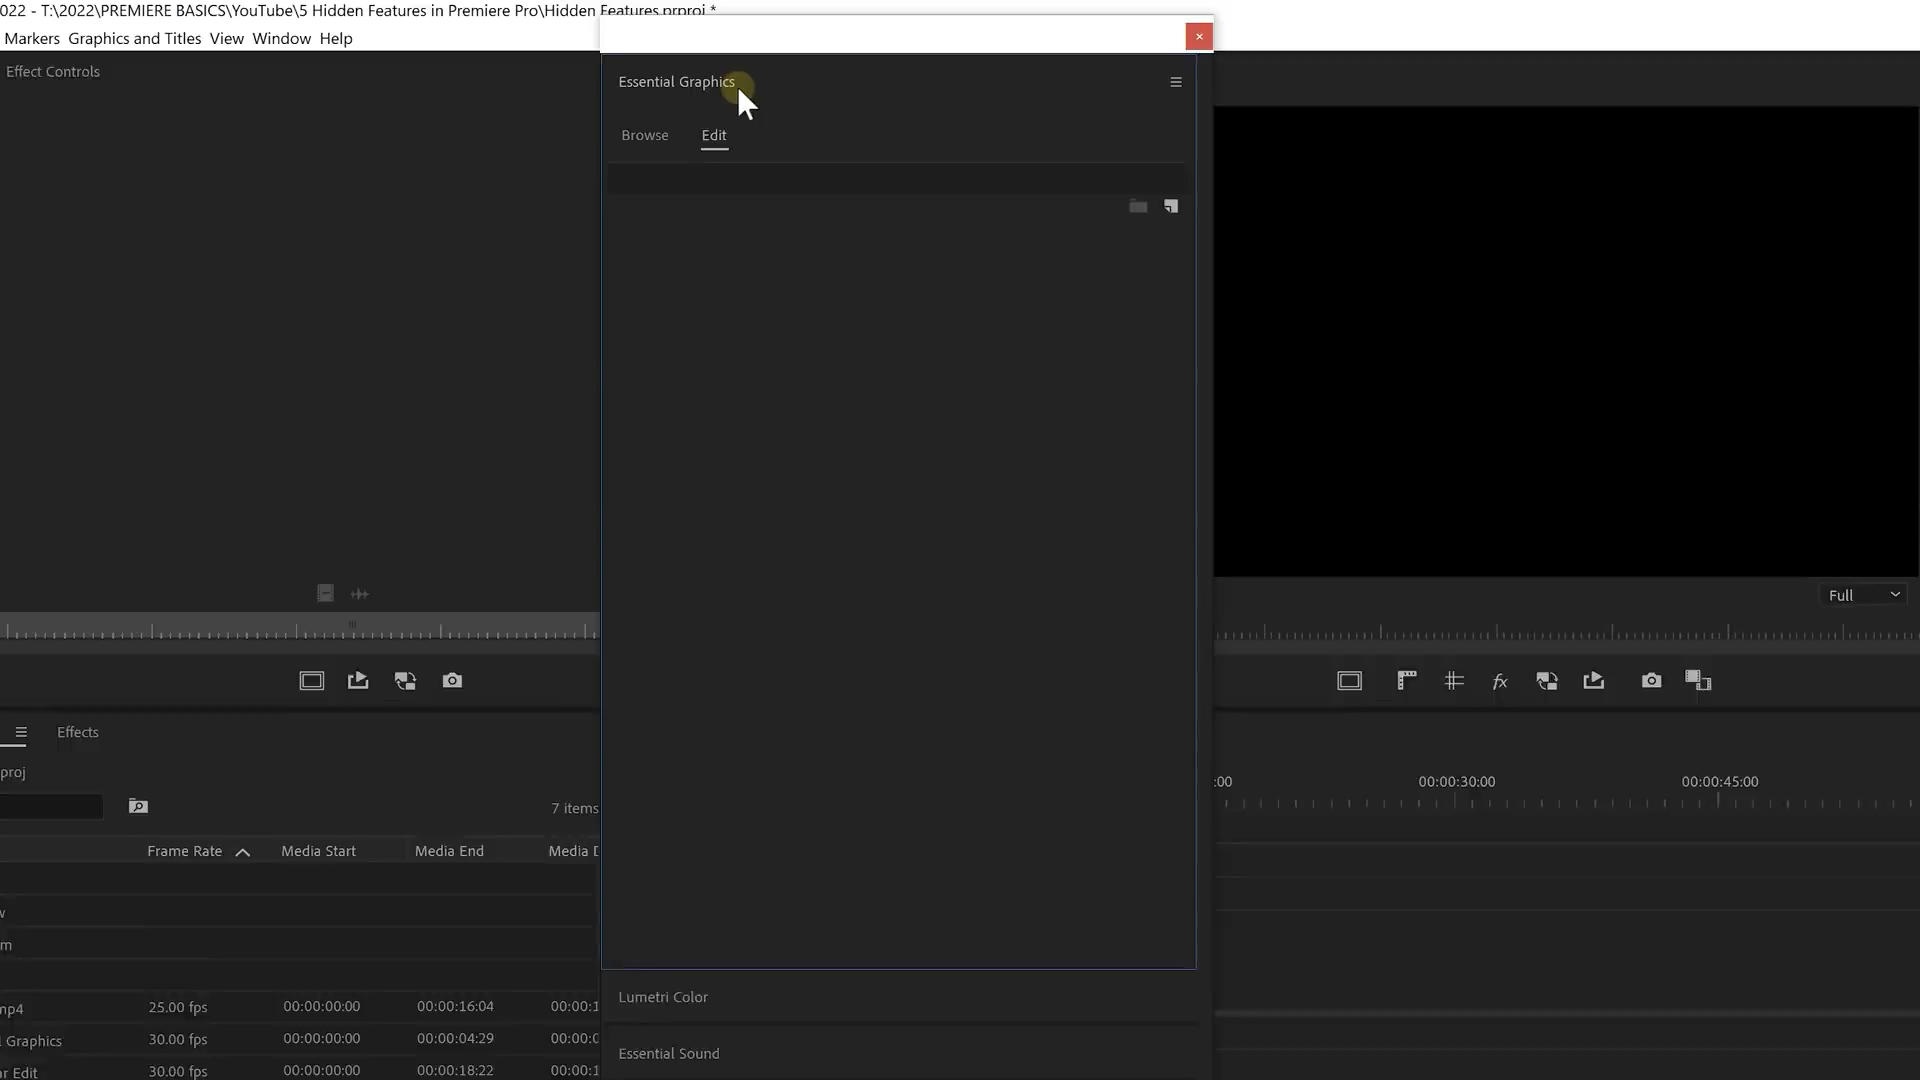 022 - T:\2022\PREMIERE BASICS\YouTube\5 Hidden Features in Premiere Pro\Hidden Features.prproj *
Markers Graphics and Titles View Window Help
Effect Controls
Essential Graphics
Browse Edit
Full
Effects
proj
7 items
:00 00:00:30:00 00:00:45:00
Frame Rate Media Start Media End Media D
w
m
mp4 25.00 fps 00:00:00:00 00:00:16:04 00:00:1
l Graphics 30.00 fps 00:00:00:00 00:00:04:29 00:00:0
ar Edit 30.00 fps 00:00:00:00 00:00:18:22 00:00:1
Lumetri Color
Essential Sound